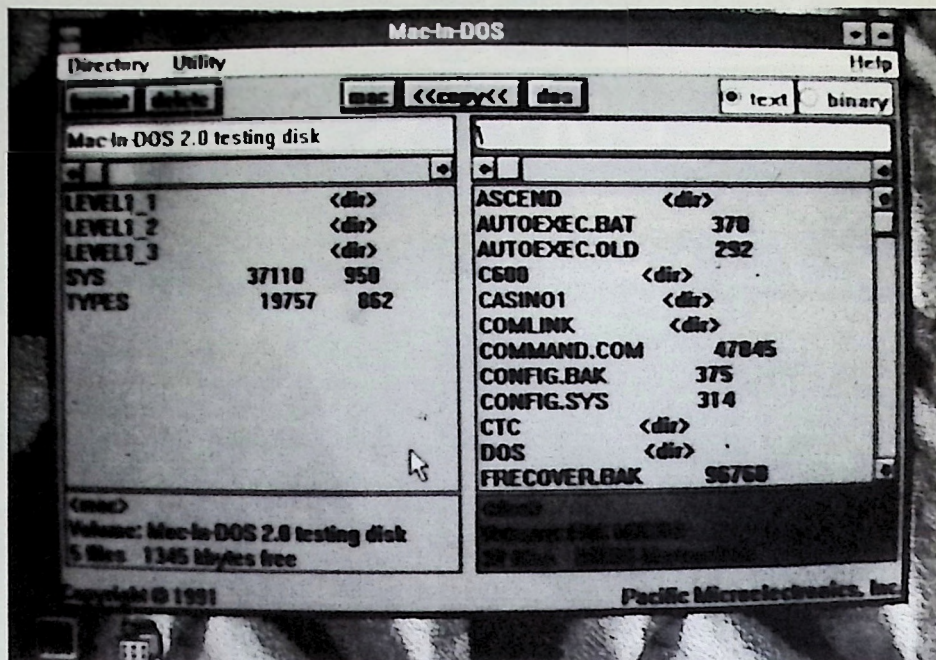 Mac-In-DOS
Directory Utility Help
format delete mac <<copy<< dos text binary
Mac-In-DOS 2.0 testing disk \
LEVEL1_1 <dir>
LEVEL1_2 <dir>
LEVEL1_3 <dir>
SYS 37110 950
TYPES 19757 862
ASCEND <dir>
AUTOEXEC.BAT 370
AUTOEXEC.OLD 292
C600 <dir>
CASINO1 <dir>
COMLINK <dir>
COMMAND.COM 47845
CONFIG.BAK 375
CONFIG.SYS 314
CTC <dir>
DOS <dir>
FRECOVER.BAK 96768
<mac>
Volume: Mac-In-DOS 2.0 testing disk
5 files 1345 kbytes free
Copyright © 1991 Pacific Microelectronics, Inc